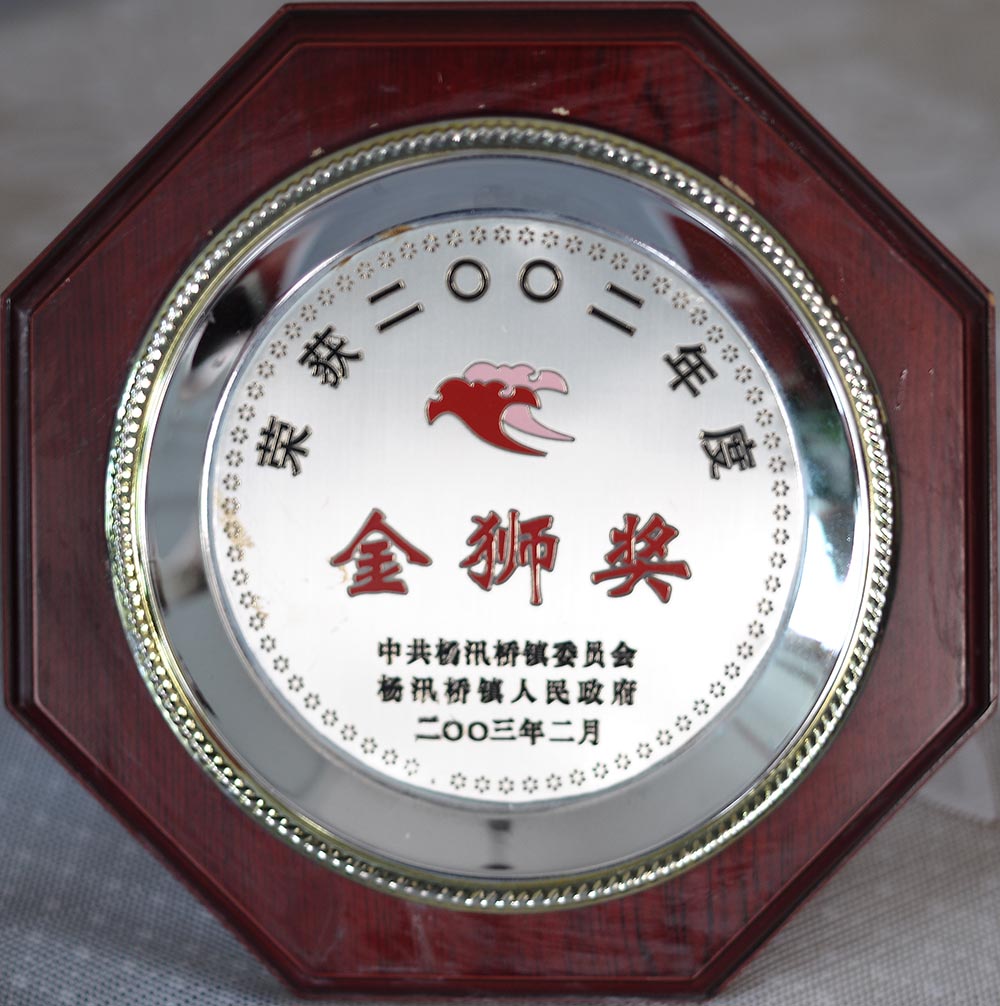 荣获二〇〇二年度
金狮奖
中共杨汛桥镇委员会
杨汛桥镇人民政府
二〇〇三年二月